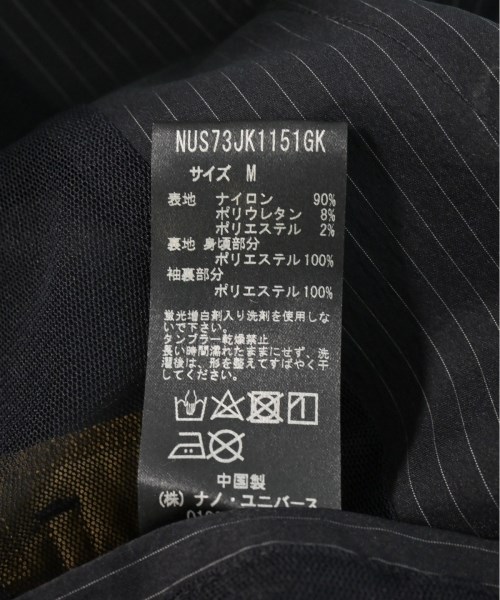 NUS73JK1151GK
サイズ M
表地 ナイロン 90%
ポリウレタン 8%
ポリエステル 2%
裏地 身頃部分
ポリエステル 100%
袖裏部分
ポリエステル 100%
蛍光増白剤入り洗剤を使用しな
いで下さい。
タンブラー乾燥禁止
長い時間濡れたままにせず、洗
濯後は、形を整えてすばやく干
してください。
中国製
(株) ナノ・ユニバース